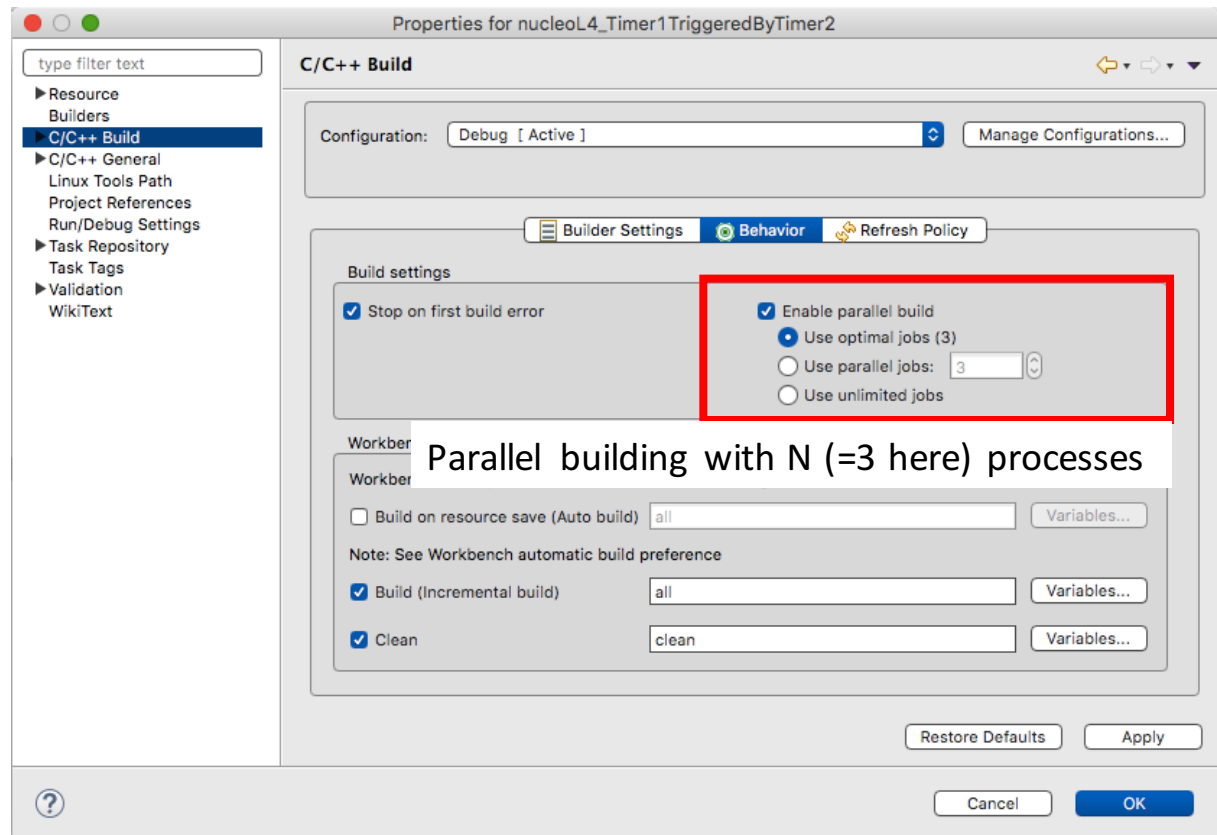 Properties for nucleoL4_Timer1TriggeredByTimer2
type filter text
Resource
Builders
C/C++ Build
C/C++ General
Linux Tools Path
Project References
Run/Debug Settings
Task Repository
Task Tags
Validation
WikiText
C/C++ Build
Configuration: Debug [ Active ] Manage Configurations...
Builder Settings Behavior Refresh Policy
Build settings
Stop on first build error
Enable parallel build
Use optimal jobs (3)
Use parallel jobs: 3
Use unlimited jobs
Parallel building with N (=3 here) processes
Build on resource save (Auto build) all Variables...
Note: See Workbench automatic build preference
Build (Incremental build) all Variables...
Clean clean Variables...
Restore Defaults Apply
? Cancel OK